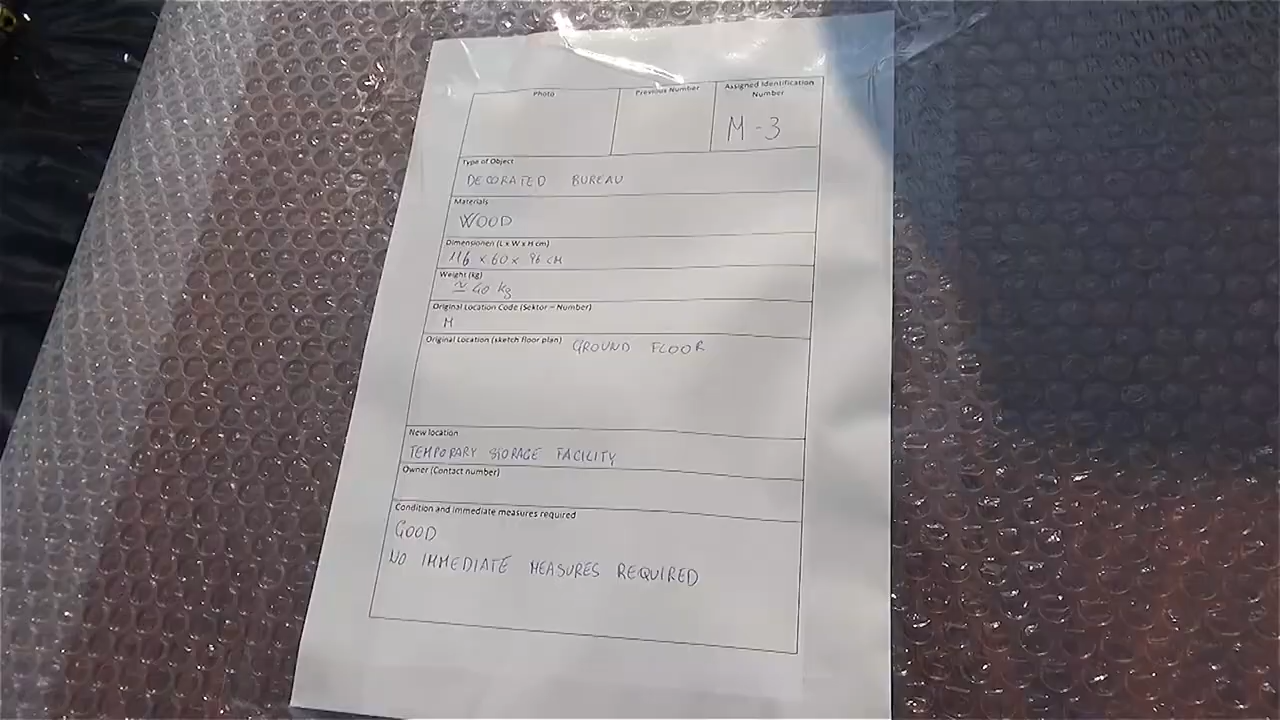 Photo
Previous Number
Assigned Identification
Number
M-3
Type of Object
DECORATED BUREAU
Materials
WOOD
Dimensionen (L x W x H cm)
116 x 60 x 96 CM
Weight (kg)
≃ 40 kg
Original Location Code (Sektor – Number)
M
Original Location (sketch floor plan) GROUND FLOOR
New location
TEMPORARY STORAGE FACILITY
Owner (Contact number)
Condition and immediate measures required
GOOD
NO IMMEDIATE MEASURES REQUIRED